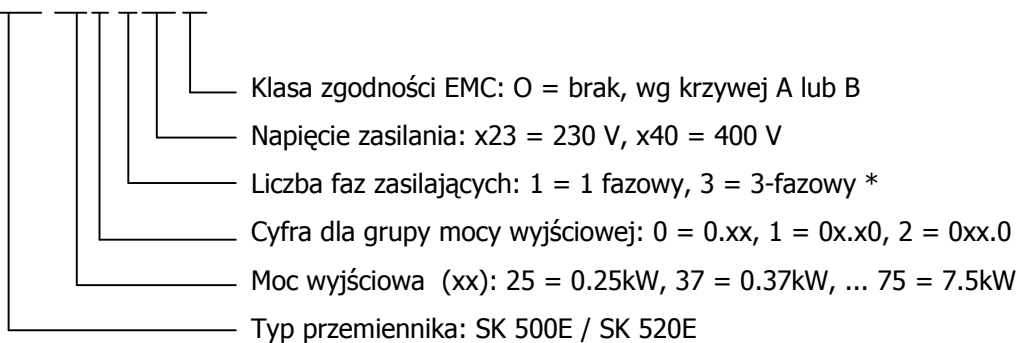 Klasa zgodności EMC: O = brak, wg krzywej A lub B
Napięcie zasilania: x23 = 230 V, x40 = 400 V
Liczba faz zasilających: 1 = 1 fazowy, 3 = 3-fazowy *
Cyfra dla grupy mocy wyjściowej: 0 = 0.xx, 1 = 0x.x0, 2 = 0xx.0
Moc wyjściowa (xx): 25 = 0.25kW, 37 = 0.37kW, ... 75 = 7.5kW
Typ przemiennika: SK 500E / SK 520E